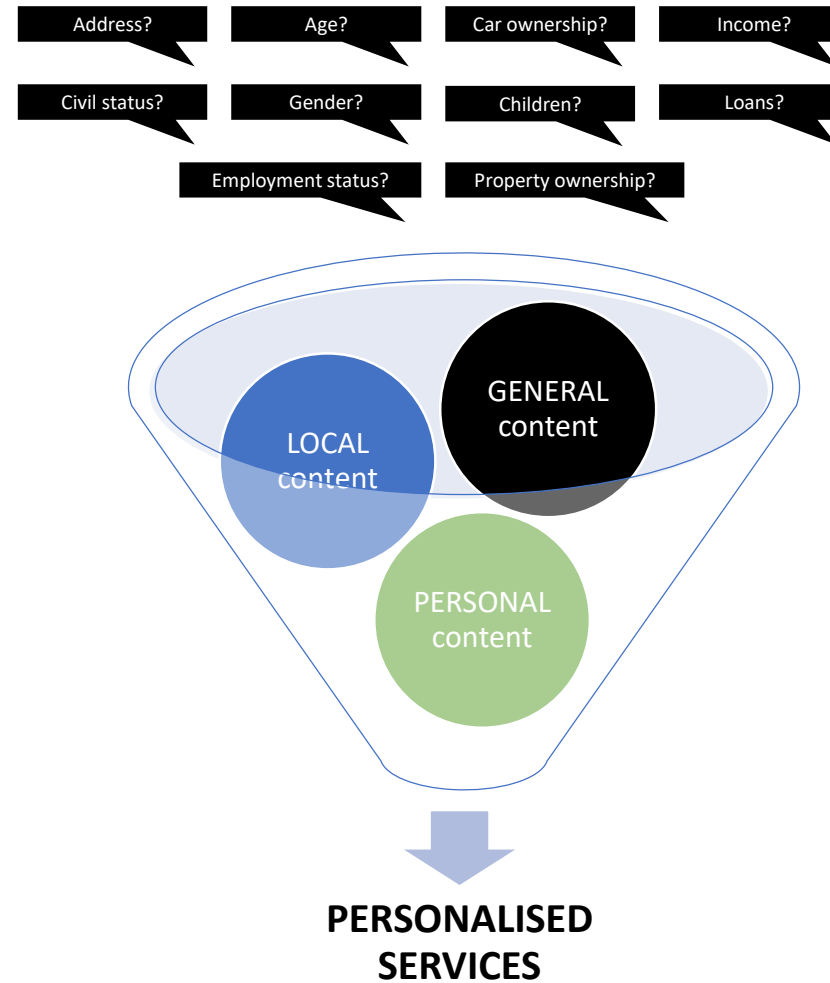 Address?
Age?
Car ownership?
Income?
Civil status?
Gender?
Children?
Loans?
Employment status?
Property ownership?
GENERAL
content
LOCAL
content
PERSONAL
content
PERSONALISED
SERVICES